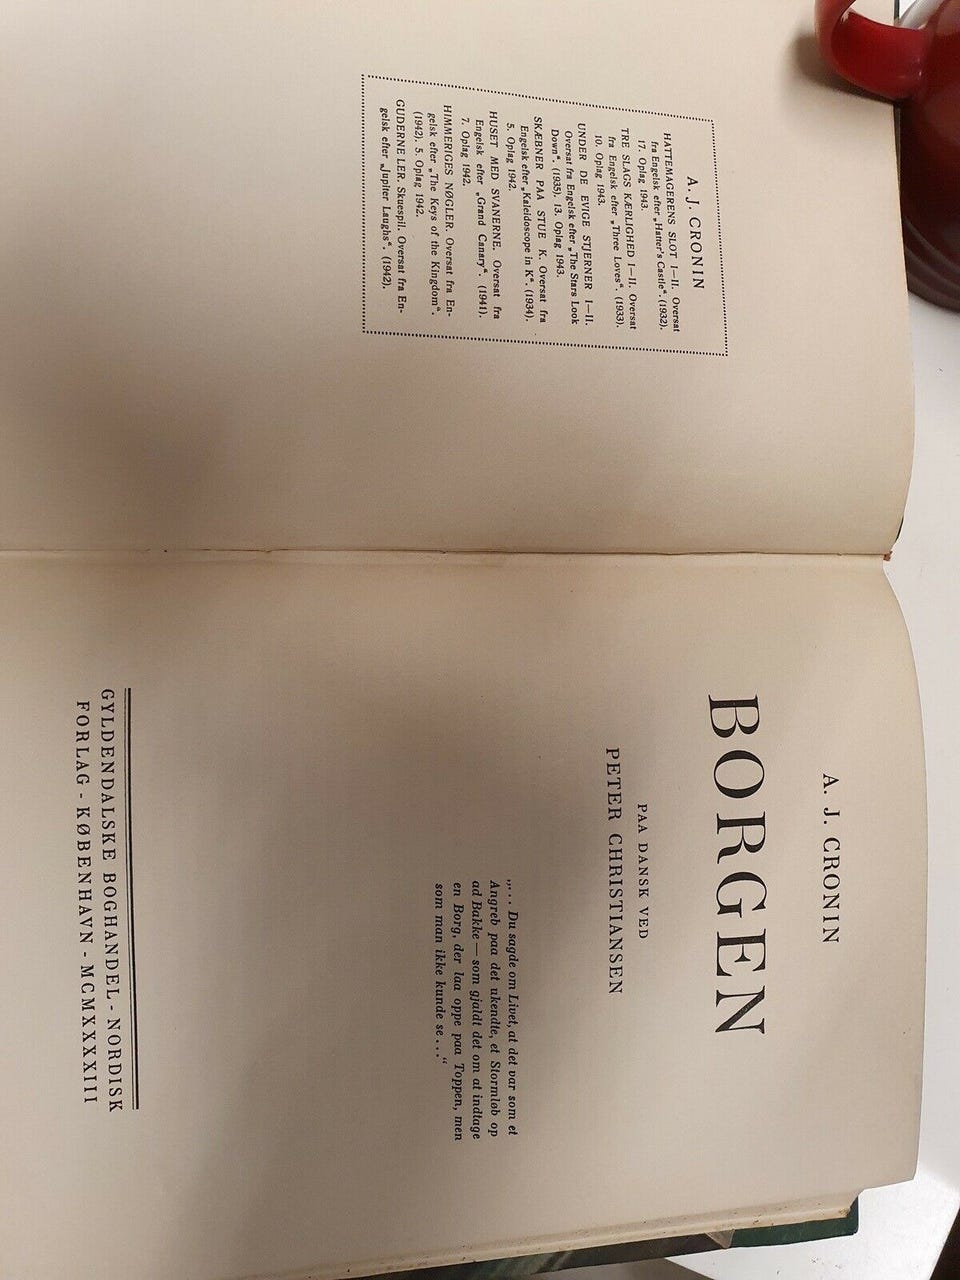 A. J. CRONIN
HATTEMAGERENS SLOT I—II. Oversat
fra Engelsk efter „Hatter's Castle“. (1932).
17. Oplag 1943.
TRE SLAGS KÆRLIGHED I—II. Oversat
fra Engelsk efter „Three Loves“. (1933).
10. Oplag 1943.
UNDER DE EVIGE STJERNER I—II.
Oversat fra Engelsk efter „The Stars Look
Down“. (1935). 13. Oplag 1943.
SKÆBNER PAA STUE K. Oversat fra
Engelsk efter „Kaleidoscope in K“. (1934).
5. Oplag 1942.
HUSET MED SVANERNE. Oversat fra
Engelsk efter „Grand Canary“. (1941).
7. Oplag 1942.
HIMMERIGES NØGLER. Oversat fra En-
gelsk efter „The Keys of the Kingdom“.
(1942). 5. Oplag 1942.
GUDERNE LER. Skuespil. Oversat fra En-
gelsk efter „Jupiter Laughs“. (1942).
A. J. CRONIN
BORGEN
PAA DANSK VED
PETER CHRISTIANSEN
„... Du sagde om Livet, at det var som et
Angreb paa det ukendte, et Stormløb op
ad Bakke — som gjaldt det om at indtage
en Borg, der laa oppe paa Toppen, men
som man ikke kunde se ...“
GYLDENDALSKE BOGHANDEL - NORDISK
FORLAG - KØBENHAVN - MCMXXXXIII